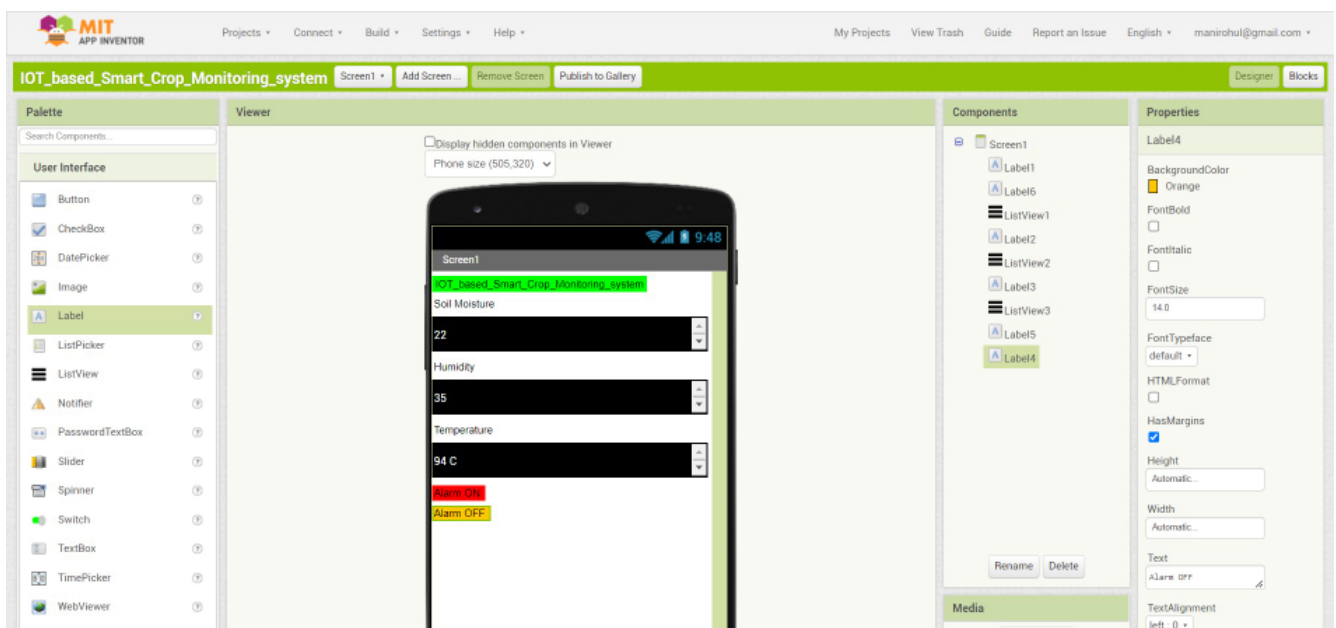 MIT
APP INVENTOR
Projects
Connect
Build
Settings
Help
My Projects
View Trash
Guide
Report an Issue
English
manirohul@gmail.com
IOT_based_Smart_Crop_Monitoring_system
Screen1
Add Screen ...
Remove Screen
Publish to Gallery
Designer
Blocks
Palette
Search Components...
User Interface
Button
CheckBox
DatePicker
Image
Label
ListPicker
ListView
Notifier
PasswordTextBox
Slider
Spinner
Switch
TextBox
TimePicker
WebViewer
Viewer
Display hidden components in Viewer
Phone size (505,320)
9:48
Screen1
IOT_based_Smart_Crop_Monitoring_system
Soil Moisture
22
Humidity
35
Temperature
94 C
Alarm ON
Alarm OFF
Components
Screen1
Label1
Label6
ListView1
Label2
ListView2
Label3
ListView3
Label5
Label4
Rename
Delete
Media
Properties
Label4
BackgroundColor
Orange
FontBold
FontItalic
FontSize
14.0
FontTypeface
default
HTMLFormat
HasMargins
Height
Automatic...
Width
Automatic...
Text
Alarm OFF
TextAlignment
left : 0